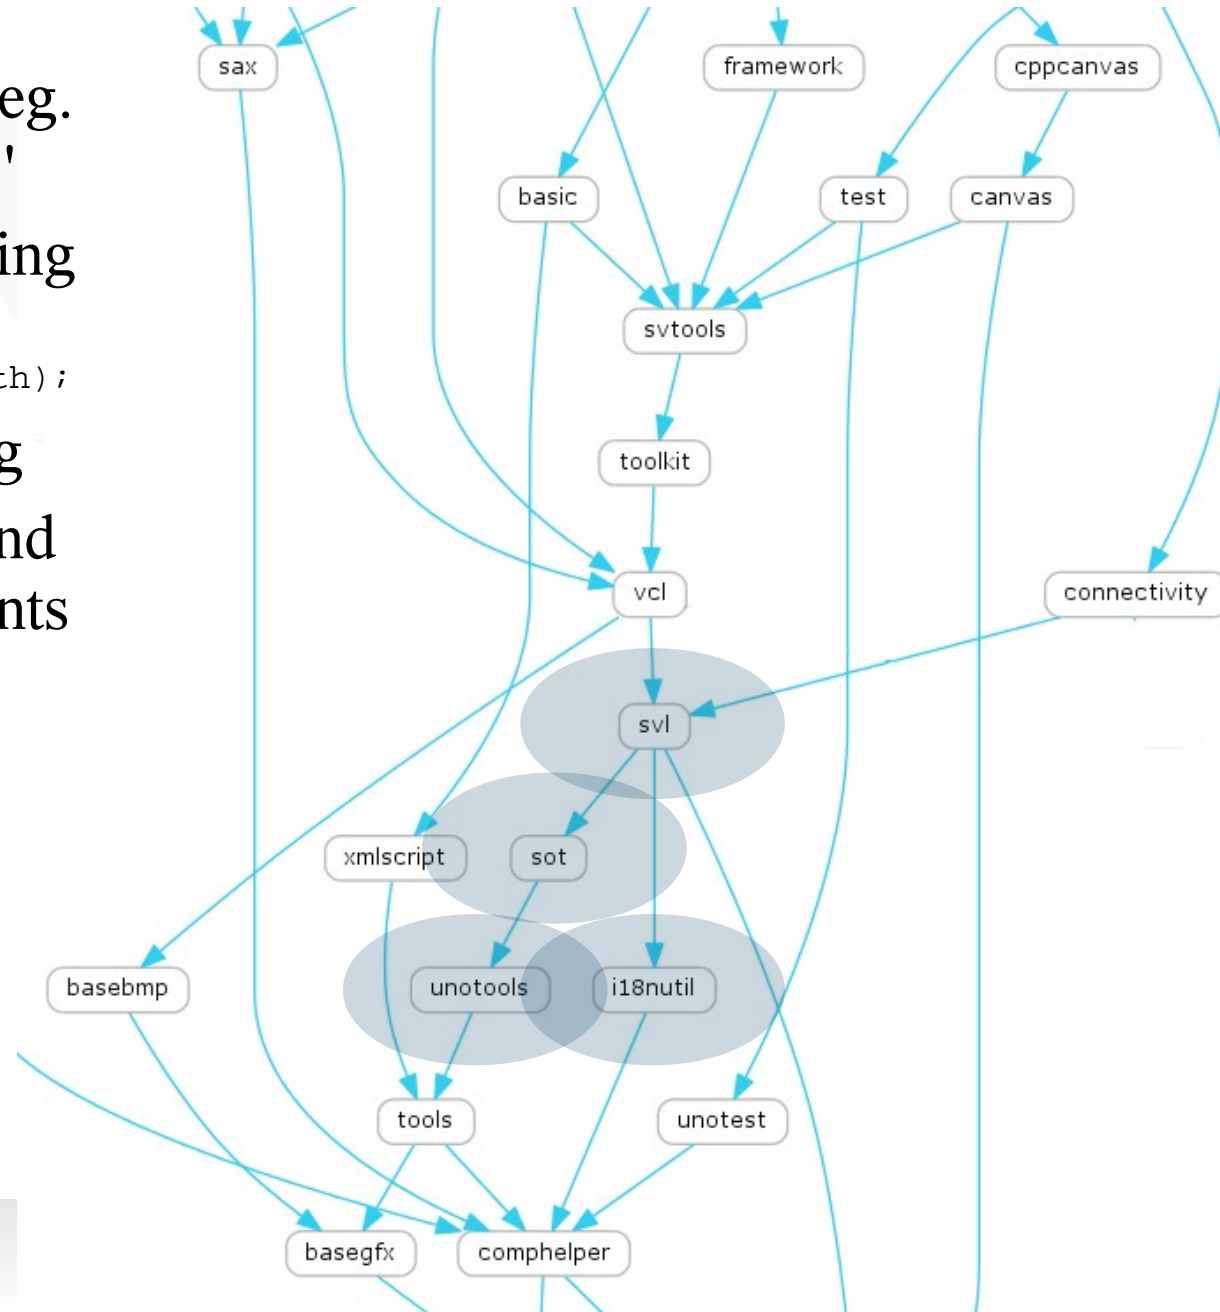 eg.
'
ing
th);
g
nd
nts
sax
framework
cppcanvas
basic
test
canvas
svtools
toolkit
vcl
connectivity
svl
xmlscript
sot
basebmp
unotools
i18nutil
tools
unotest
basegfx
comphelper